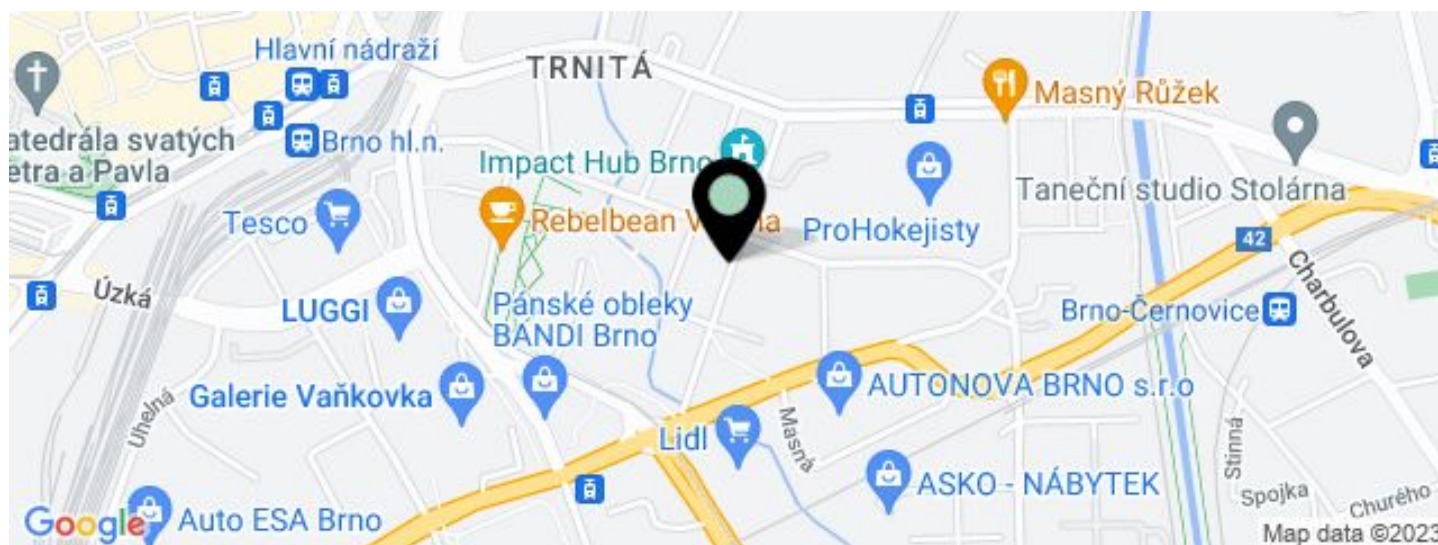 Hlavní nádraží
TRNITÁ
Masný Růžek
atedrála svatých
etra a Pavla
Brno hl.n.
Impact Hub Brno
Taneční studio Stolárna
Tesco
Rebelbean V
a
ProHokejisty
42
Úzká
LUGGI
Pánské obleky
BANDI Brno
Brno-Černovice
Charbulova
Galerie Vaňkovka
AUTONOVA BRNO s.r.o
Uhelná
Lidl
Masná
Stinná
ASKO - NÁBYTEK
Spojka
Churého
Google
Auto ESA Brno
Map data ©2023